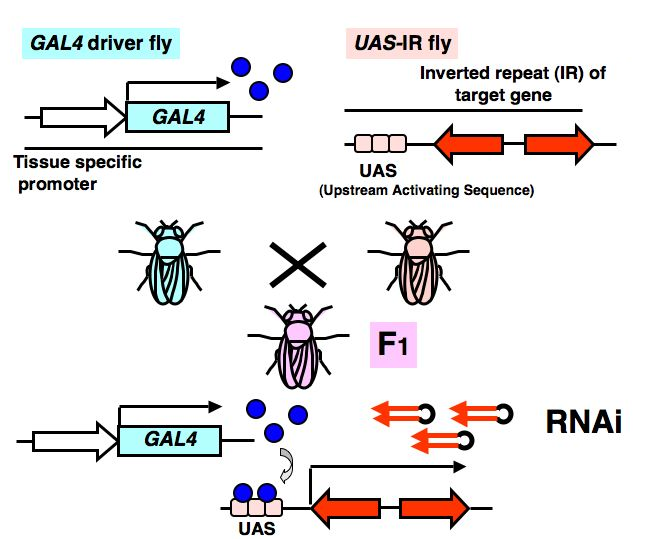 GAL4 driver fly
UAS-IR fly
Inverted repeat (IR) of
target gene
GAL4
Tissue specific
promoter
UAS
(Upstream Activating Sequence)
F1
GAL4
RNAi
UAS